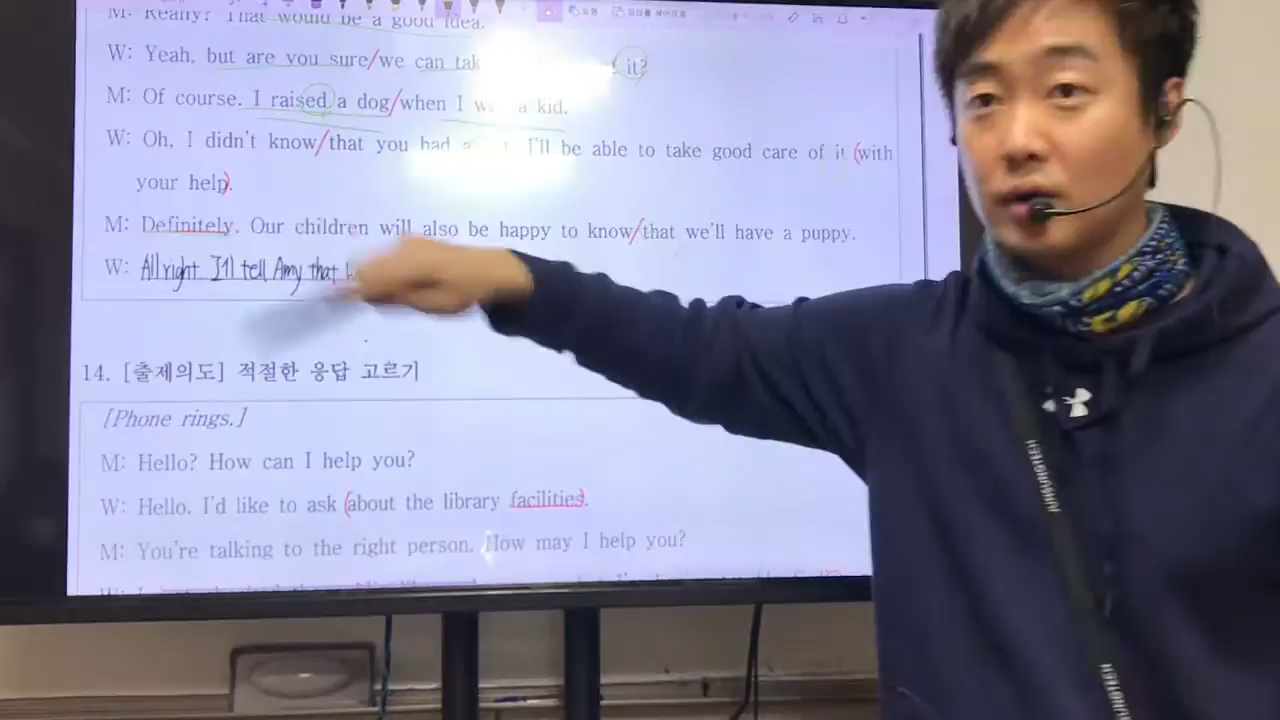 M: Really? That would be a good idea.
W: Yeah, but are you sure/we can it?
M: Of course. I raised a dog/when I a kid.
W: Oh, I didn't know/that you had I'll be able to take good care of it (with
your help).
M: Definitely. Our children will also be happy to know/that we'll have a puppy.
W: All right I'll tell Amy that
14. [출제의도] 적절한 응답 고르기
[Phone rings.]
M: Hello? How can I help you?
W: Hello. I'd like to ask (about the library facilities).
M: You're talking to the right person. How may I help you?
JUNSUNGTECH